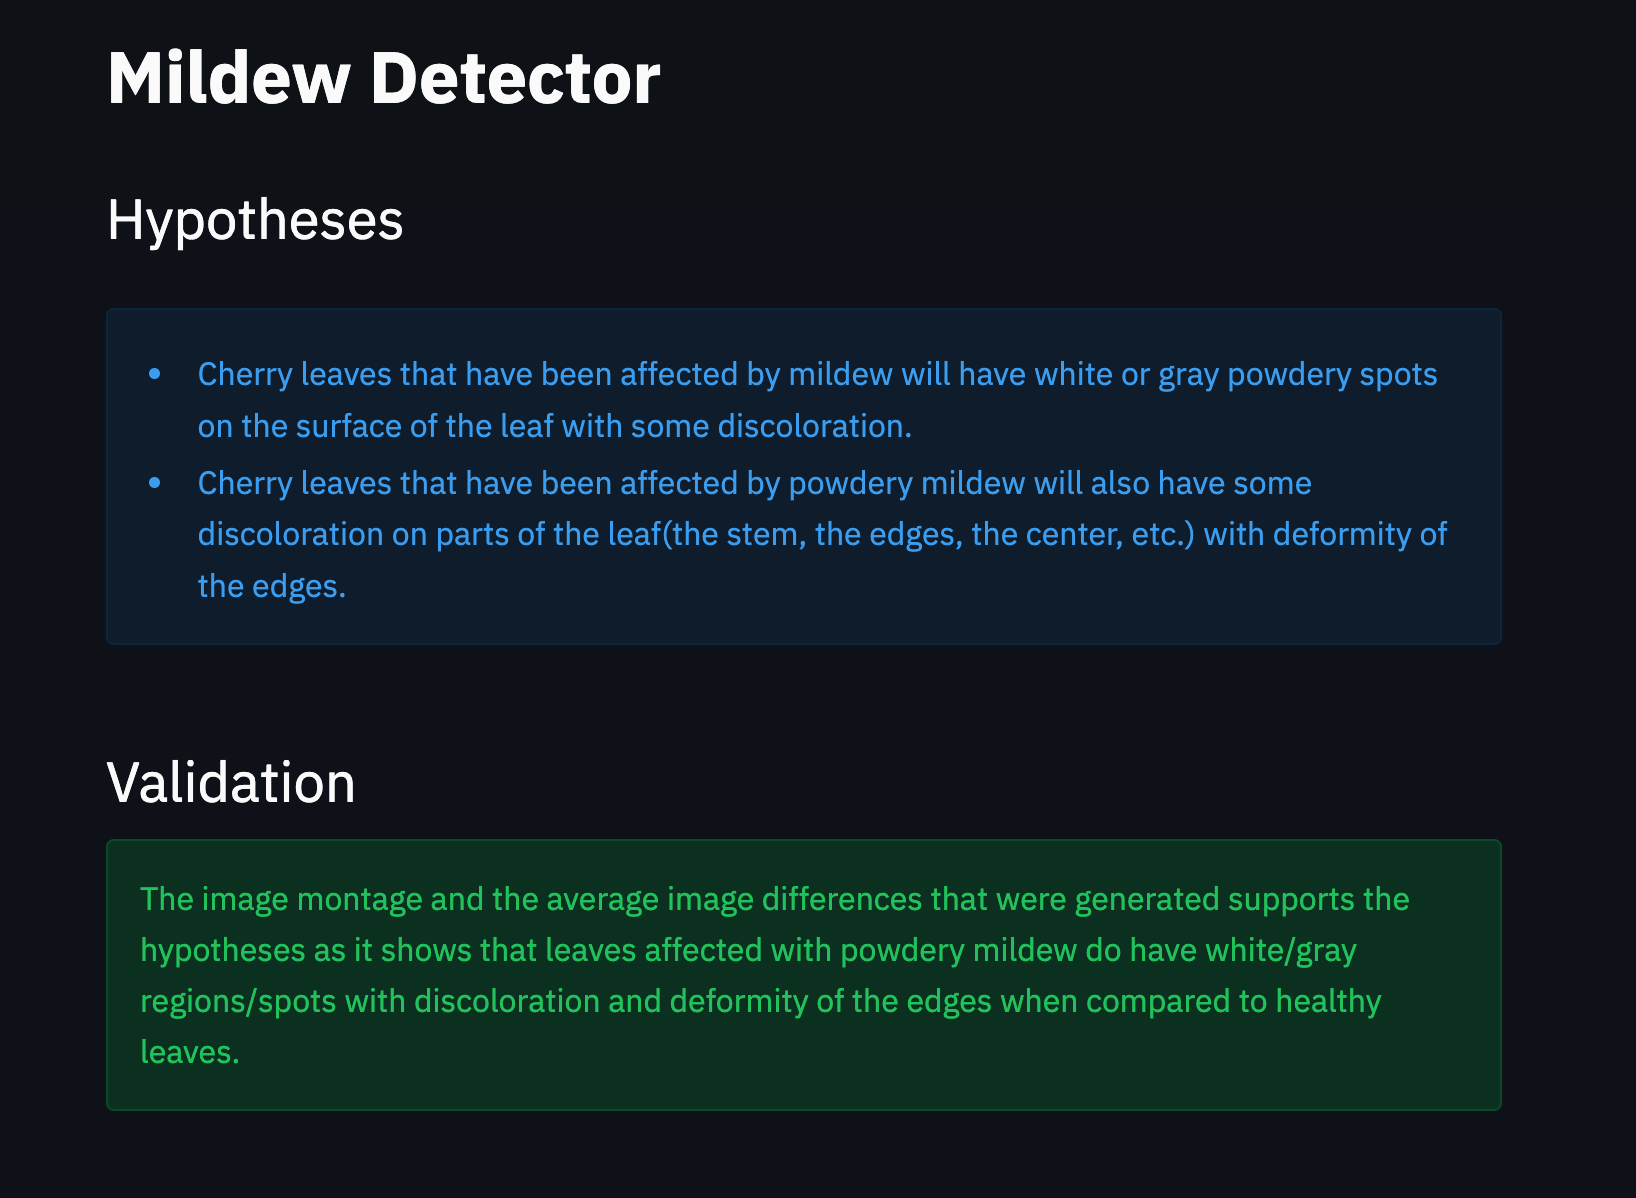 Mildew Detector
Hypotheses
• Cherry leaves that have been affected by mildew will have white or gray powdery spots
on the surface of the leaf with some discoloration.
• Cherry leaves that have been affected by powdery mildew will also have some
discoloration on parts of the leaf(the stem, the edges, the center, etc.) with deformity of
the edges.
Validation
The image montage and the average image differences that were generated supports the
hypotheses as it shows that leaves affected with powdery mildew do have white/gray
regions/spots with discoloration and deformity of the edges when compared to healthy
leaves.